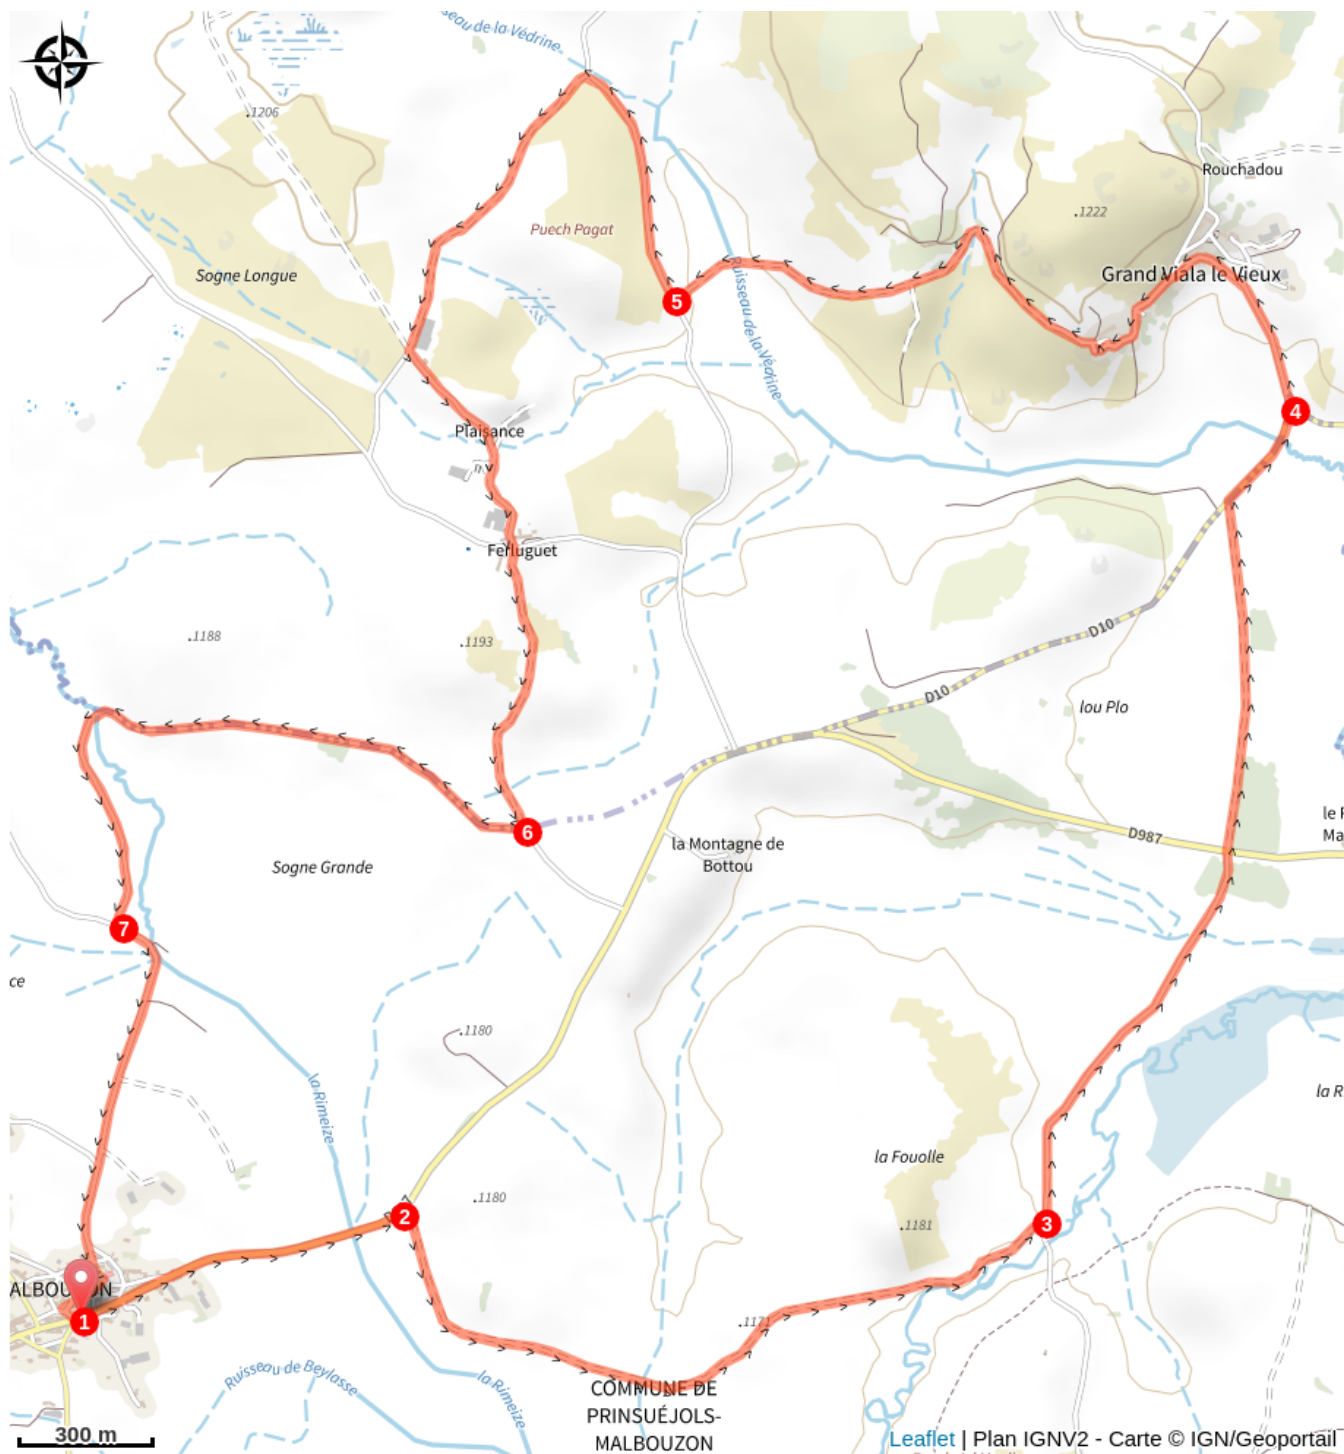 sseau de la Védrine
.1206
Rouchadou
.1222
Puech Pagat
Sogne Longue
Grand Viala le Vieux
5
Ruisseau de la Védrine
4
Plaisance
Ferluguet
.1188
.1193
D10
D10
lou Plo
6
D987
la Montagne de
Bottou
Sogne Grande
7
ce
.1180
la Rimeize
la Fouolle
.1180
2
3
.1181
ALBOUZON
1
.1171
Ruisseau de Beylasse
la Rimeize
COMMUNE DE
PRINSUÉJOLS-
MALBOUZON
300 m
Leaflet | Plan IGNV2 - Carte © IGN/Geoportail